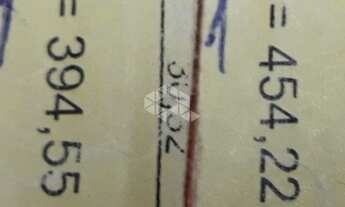 = 454,22
= 394,55